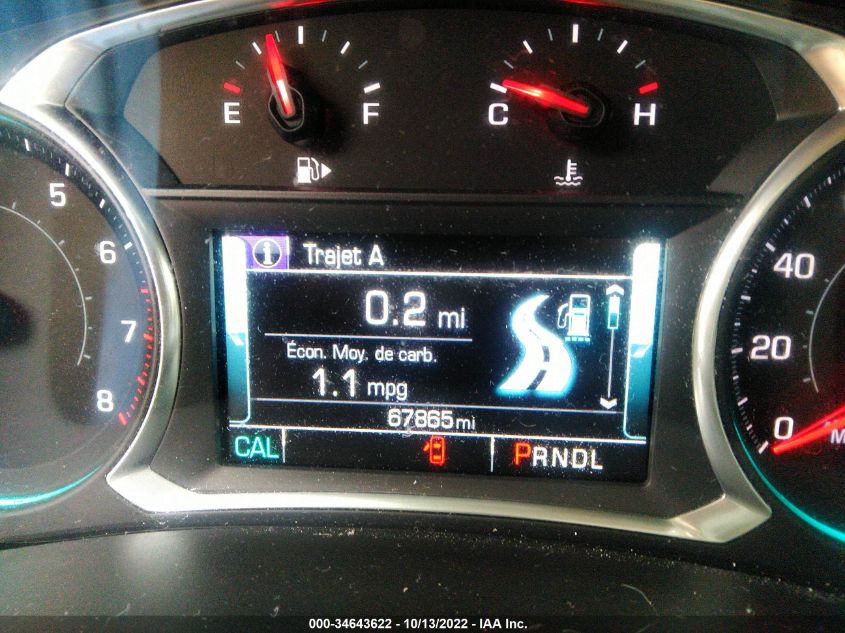 E F
C H
5
6
7
8
i Trajet A
0.2 mi
Écon. Moy. de carb.
1.1 mpg
67865 mi
CAL PRNDL
40
20
0
M
000-34643622 - 10/13/2022 - IAA Inc.